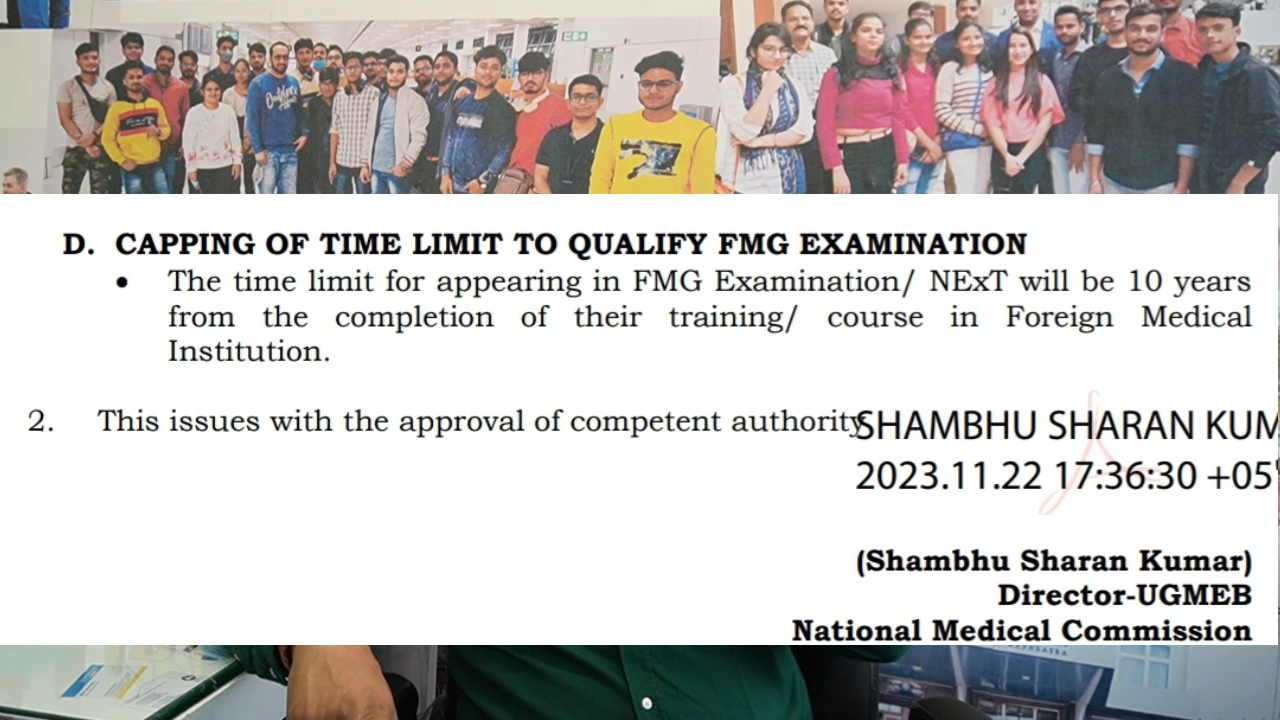 D. CAPPING OF TIME LIMIT TO QUALIFY FMG EXAMINATION
• The time limit for appearing in FMG Examination/ NExT will be 10 years
from the completion of their training/ course in Foreign Medical
Institution.
2. This issues with the approval of competent authority
SHAMBHU SHARAN KUM
2023.11.22 17:36:30 +05'
(Shambhu Sharan Kumar)
Director-UGMEB
National Medical Commission